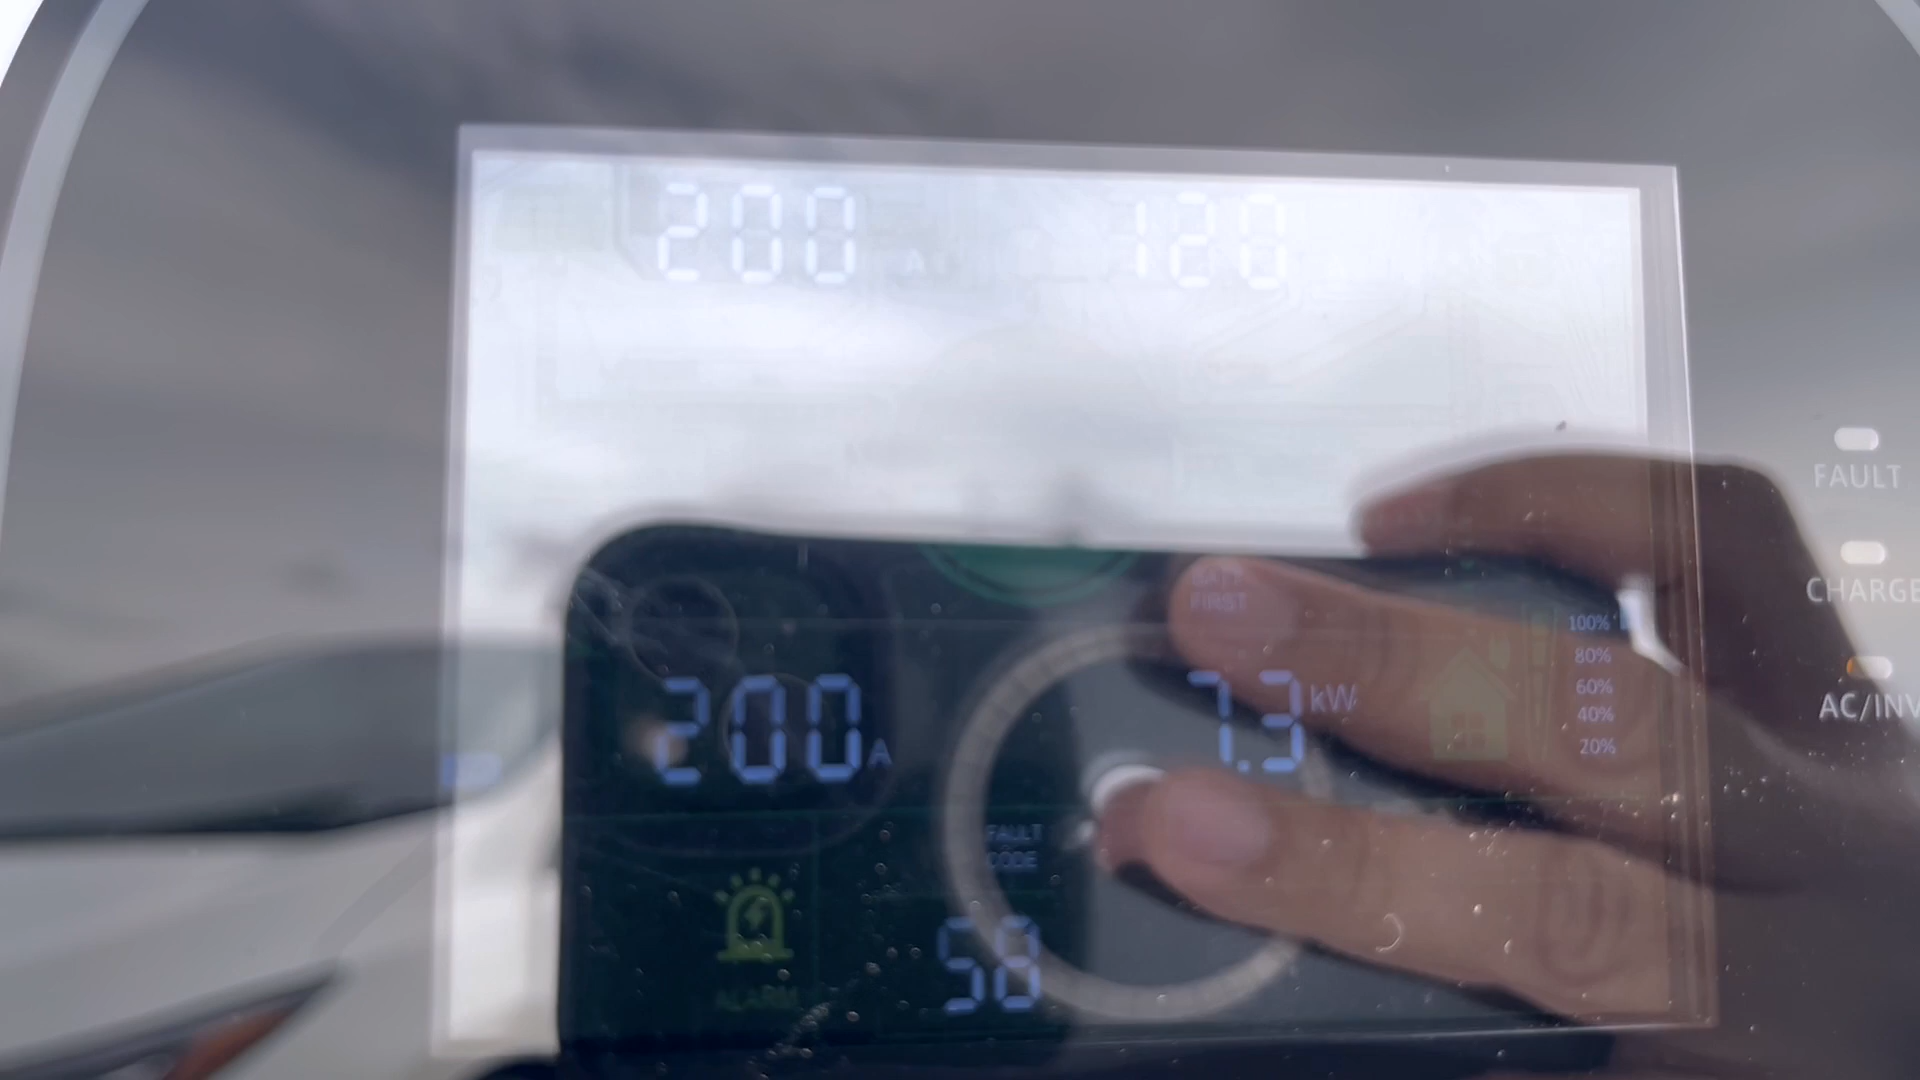 200 A 120
BATT
FIRST
200 A 7.3 kW
100%
80%
60%
40%
20%
FAULT
CODE
58
ALARM
FAULT
CHARGE
AC/INV